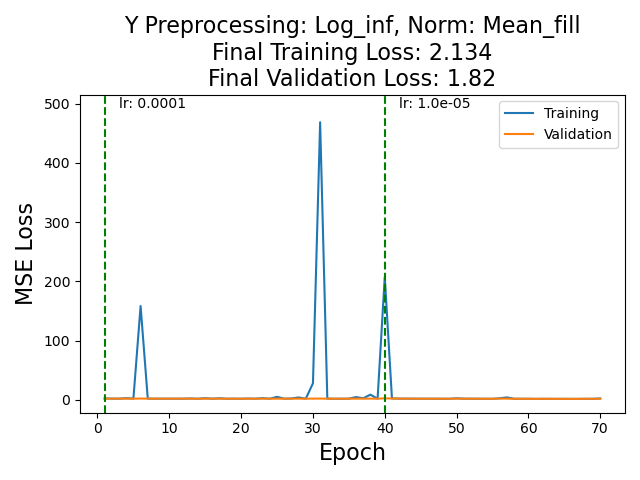 Y Preprocessing: Log_inf, Norm: Mean_fill
Final Training Loss: 2.134
Final Validation Loss: 1.82
lr: 0.0001
lr: 1.0e-05
Training
Validation
MSE Loss
500
400
300
200
100
0
0 10 20 30 40 50 60 70
Epoch